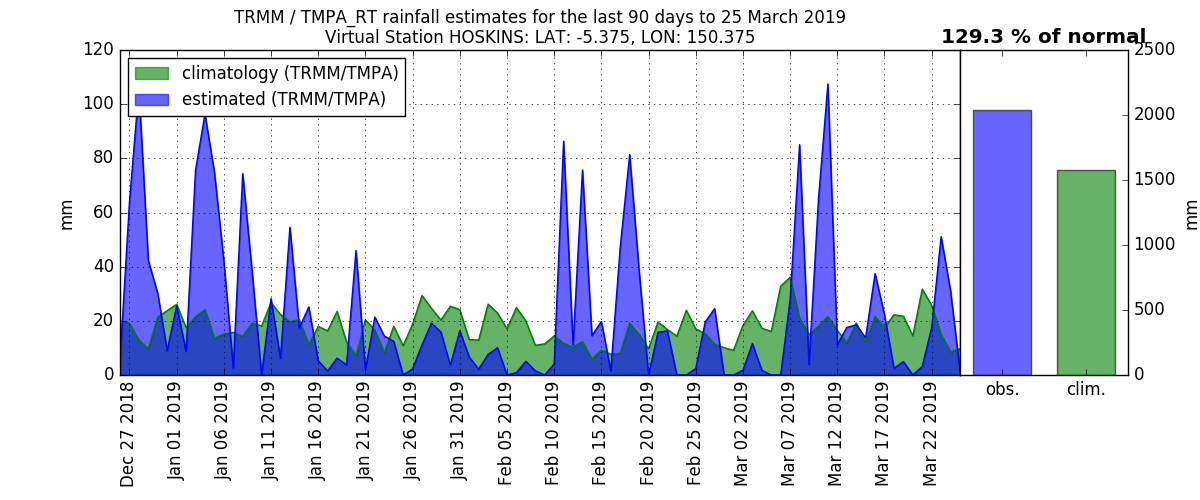 TRMM / TMPA_RT rainfall estimates for the last 90 days to 25 March 2019
Virtual Station HOSKINS: LAT: -5.375, LON: 150.375
129.3 % of normal
climatology (TRMM/TMPA)
estimated (TRMM/TMPA)
mm
120
100
80
60
40
20
0
Dec 27 2018
Jan 01 2019
Jan 06 2019
Jan 11 2019
Jan 16 2019
Jan 21 2019
Jan 26 2019
Jan 31 2019
Feb 05 2019
Feb 10 2019
Feb 15 2019
Feb 20 2019
Feb 25 2019
Mar 02 2019
Mar 07 2019
Mar 12 2019
Mar 17 2019
Mar 22 2019
obs.
clim.
2500
2000
1500
1000
500
0
mm